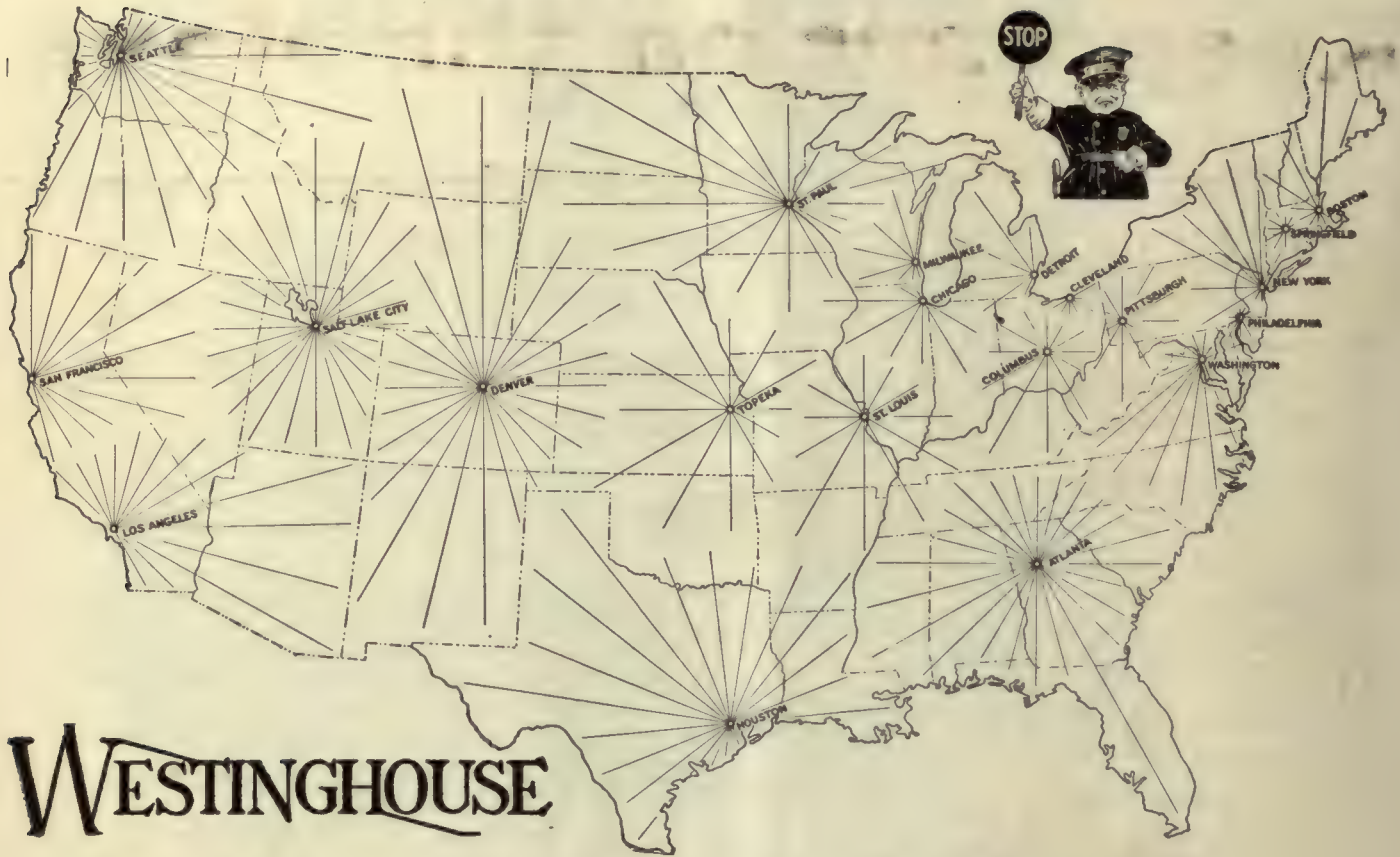 STOP
SEATTLE
ST. PAUL
BOSTON
SPRINGFIELD
MILWAUKEE
DETROIT
CLEVELAND
NEW YORK
CHICAGO
PITTSBURGH
SALT LAKE CITY
PHILADELPHIA
COLUMBUS
WASHINGTON
SAN FRANCISCO
DENVER
TOPEKA
ST. LOUIS
LOS ANGELES
ATLANTA
HOUSTON
WESTINGHOUSE